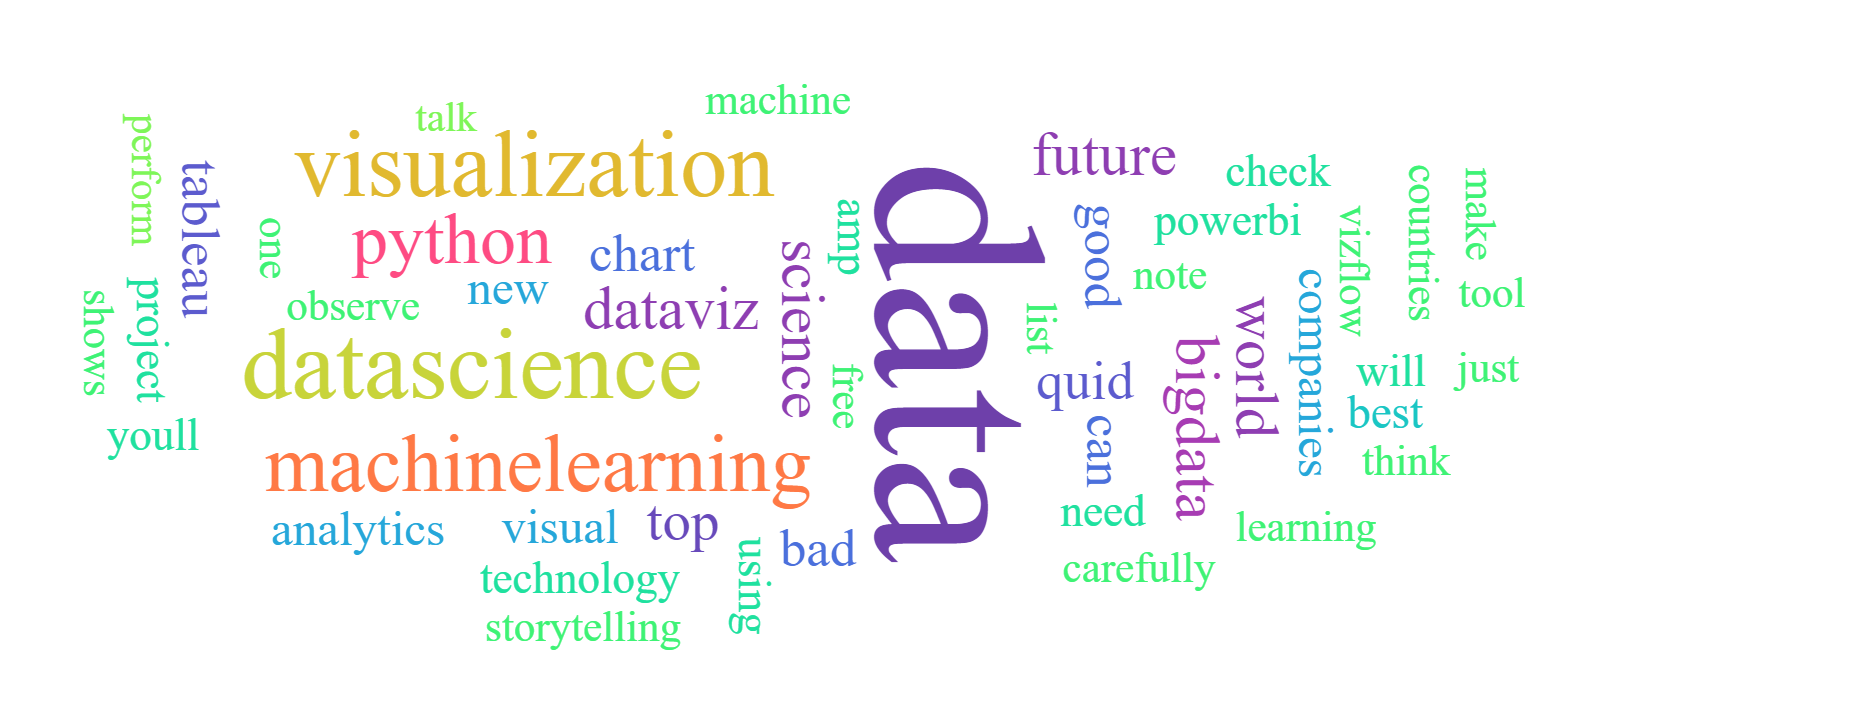 machine
talk
visualization
perform
tableau
future
check
countries
make
data
amp
good
powerbi
vizflow
one
python
chart
science
note
companies
project
new
observe
dataviz
shows
list
world
tool
datascience
free
quid
bigdata
will
just
can
best
youll
machinelearning
think
analytics
visual
top
bad
need
learning
using
technology
carefully
storytelling